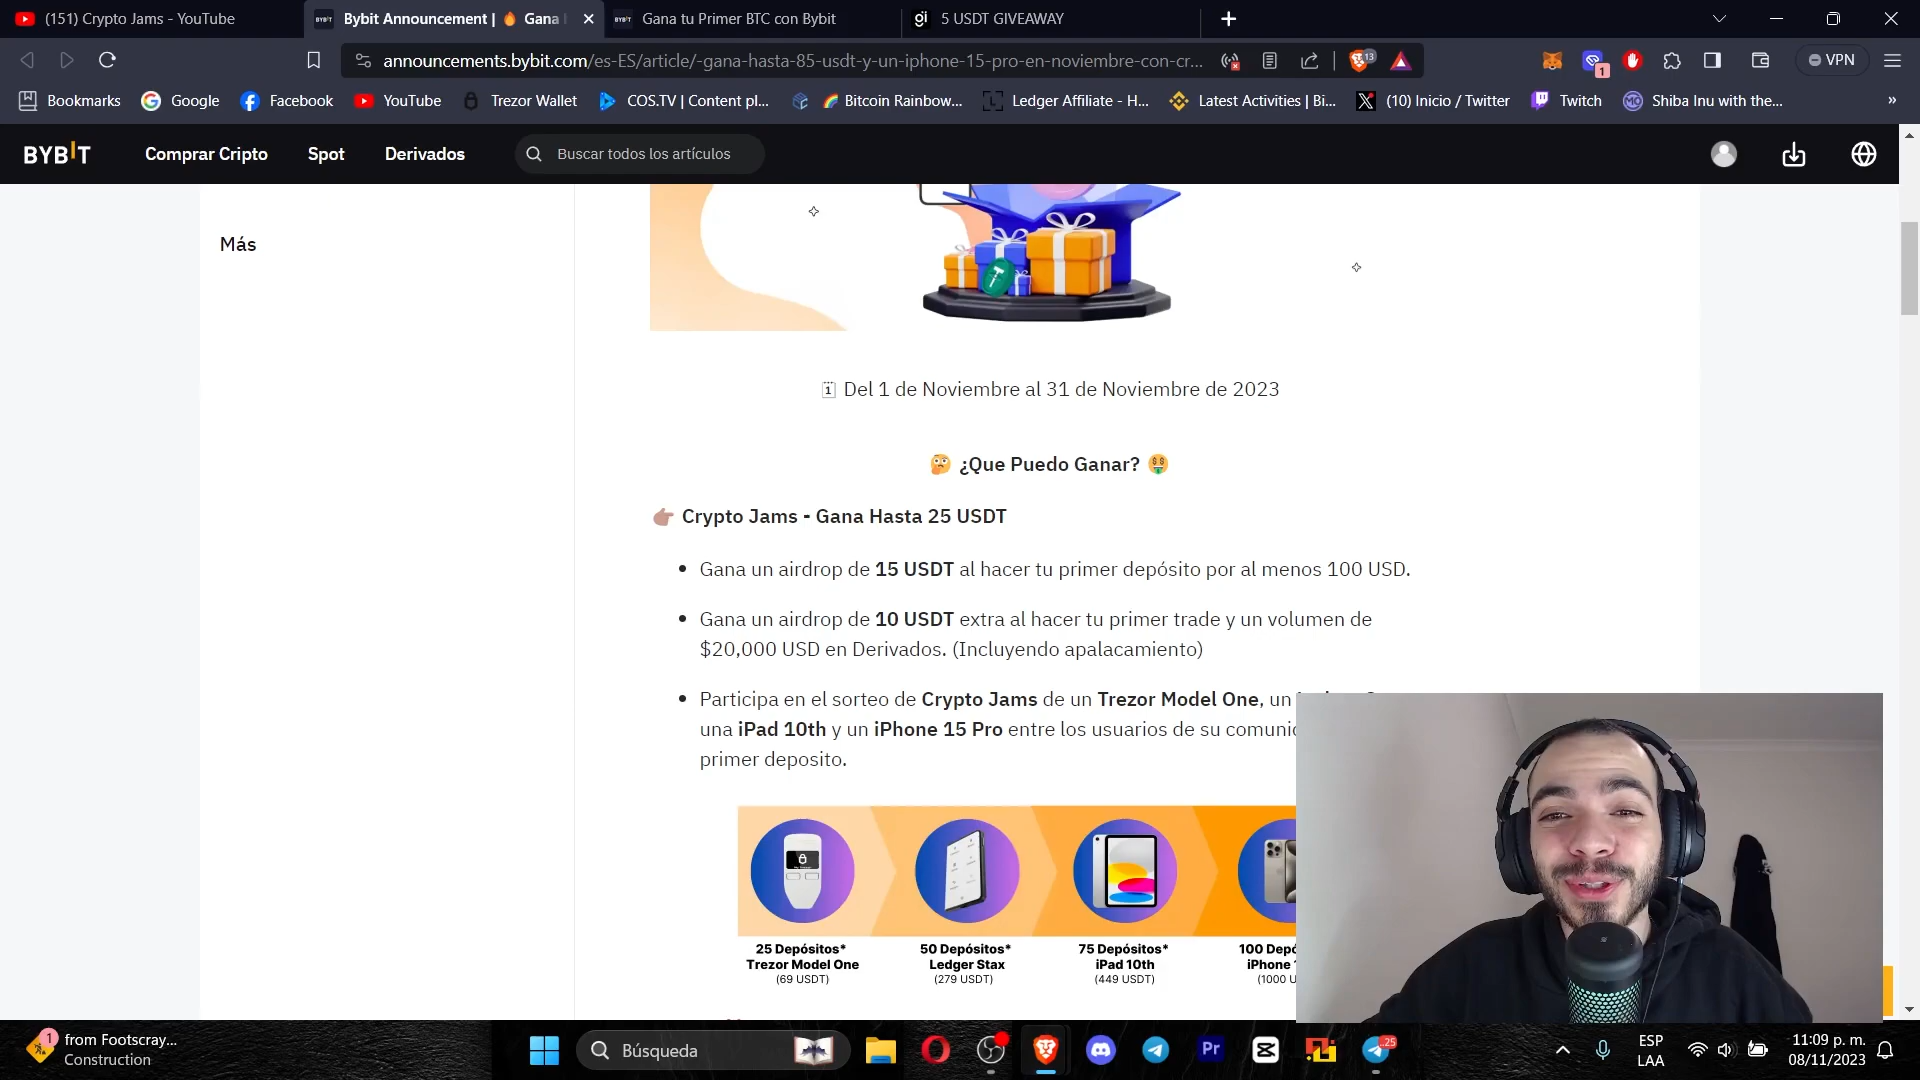 (151) Crypto Jams - YouTube
BYBIT
Bybit Announcement | 🔥 Gana
BYBIT
Gana tu Primer BTC con Bybit
gi
5 USDT GIVEAWAY
announcements.bybit.com/es-ES/article/-gana-hasta-85-usdt-y-un-iphone-15-pro-en-noviembre-con-cr...
13
1
VPN
Bookmarks
Google
Facebook
YouTube
Trezor Wallet
COS.TV | Content pl...
Bitcoin Rainbow...
Ledger Affiliate - H...
Latest Activities | Bi...
(10) Inicio / Twitter
Twitch
Shiba Inu with the...
»
BYBIT
Comprar Cripto
Spot
Derivados
Buscar todos los artículos
Más
Del 1 de Noviembre al 31 de Noviembre de 2023
🤔 ¿Que Puedo Ganar? 🤑
👉🏽 Crypto Jams - Gana Hasta 25 USDT
• Gana un airdrop de 15 USDT al hacer tu primer depósito por al menos 100 USD.
• Gana un airdrop de 10 USDT extra al hacer tu primer trade y un volumen de
$20,000 USD en Derivados. (Incluyendo apalacamiento)
• Participa en el sorteo de Crypto Jams de un Trezor Model One, un
una iPad 10th y un iPhone 15 Pro entre los usuarios de su comuni
primer deposito.
25 Depósitos*
Trezor Model One
(69 USDT)
50 Depósitos*
Ledger Stax
(279 USDT)
75 Depósitos*
iPad 10th
(449 USDT)
100 Depó
iPhone
(1000 U
1
from Footscray...
Construction
Búsqueda
Pr
25
ESP
LAA
11:09 p. m.
08/11/2023